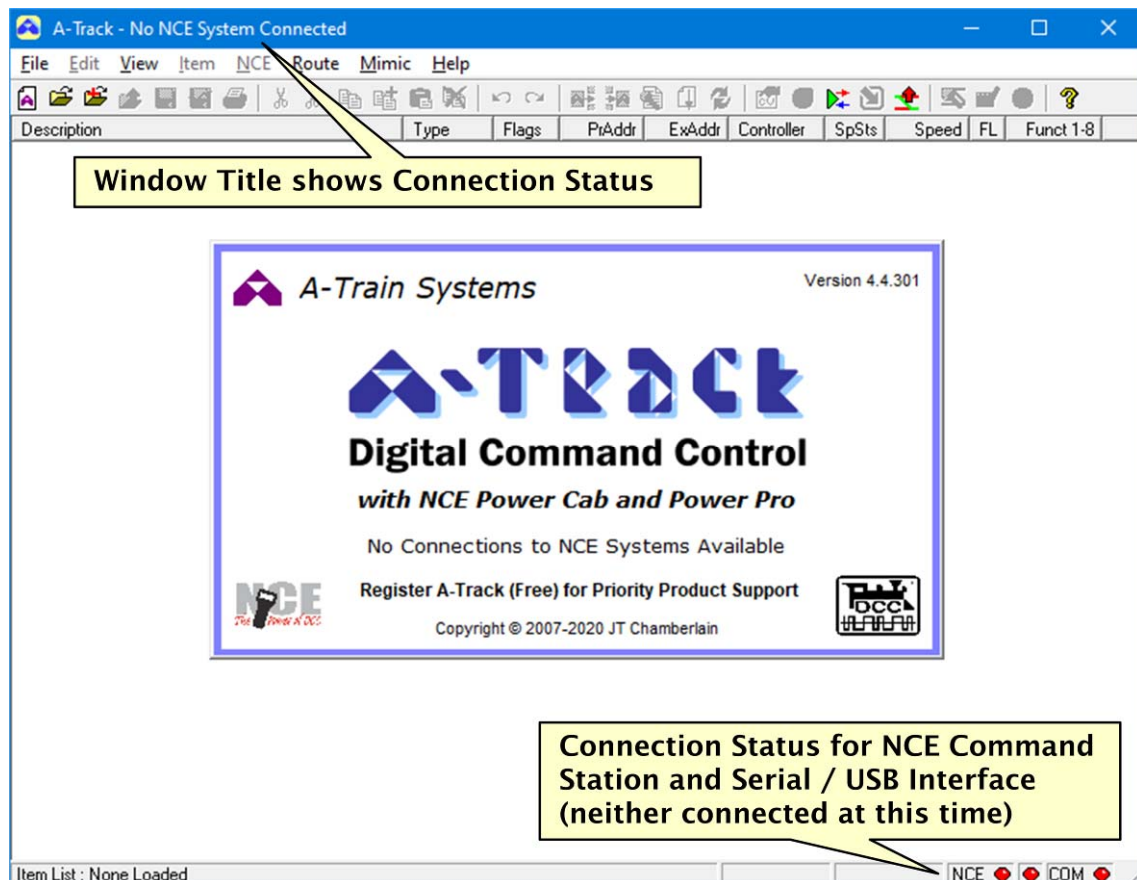 A-Track - No NCE System Connected
File Edit View Item NCE Route Mimic Help
Description Type Flags PrAddr ExAddr Controller SpSts Speed FL Funct 1-8
Window Title shows Connection Status
A-Train Systems
Version 4.4.301
A-TRACK
Digital Command Control
with NCE Power Cab and Power Pro
No Connections to NCE Systems Available
Register A-Track (Free) for Priority Product Support
NCE
The Power of DCC
DCC
Copyright © 2007-2020 JT Chamberlain
Connection Status for NCE Command
Station and Serial / USB Interface
(neither connected at this time)
Item List : None Loaded
NCE COM